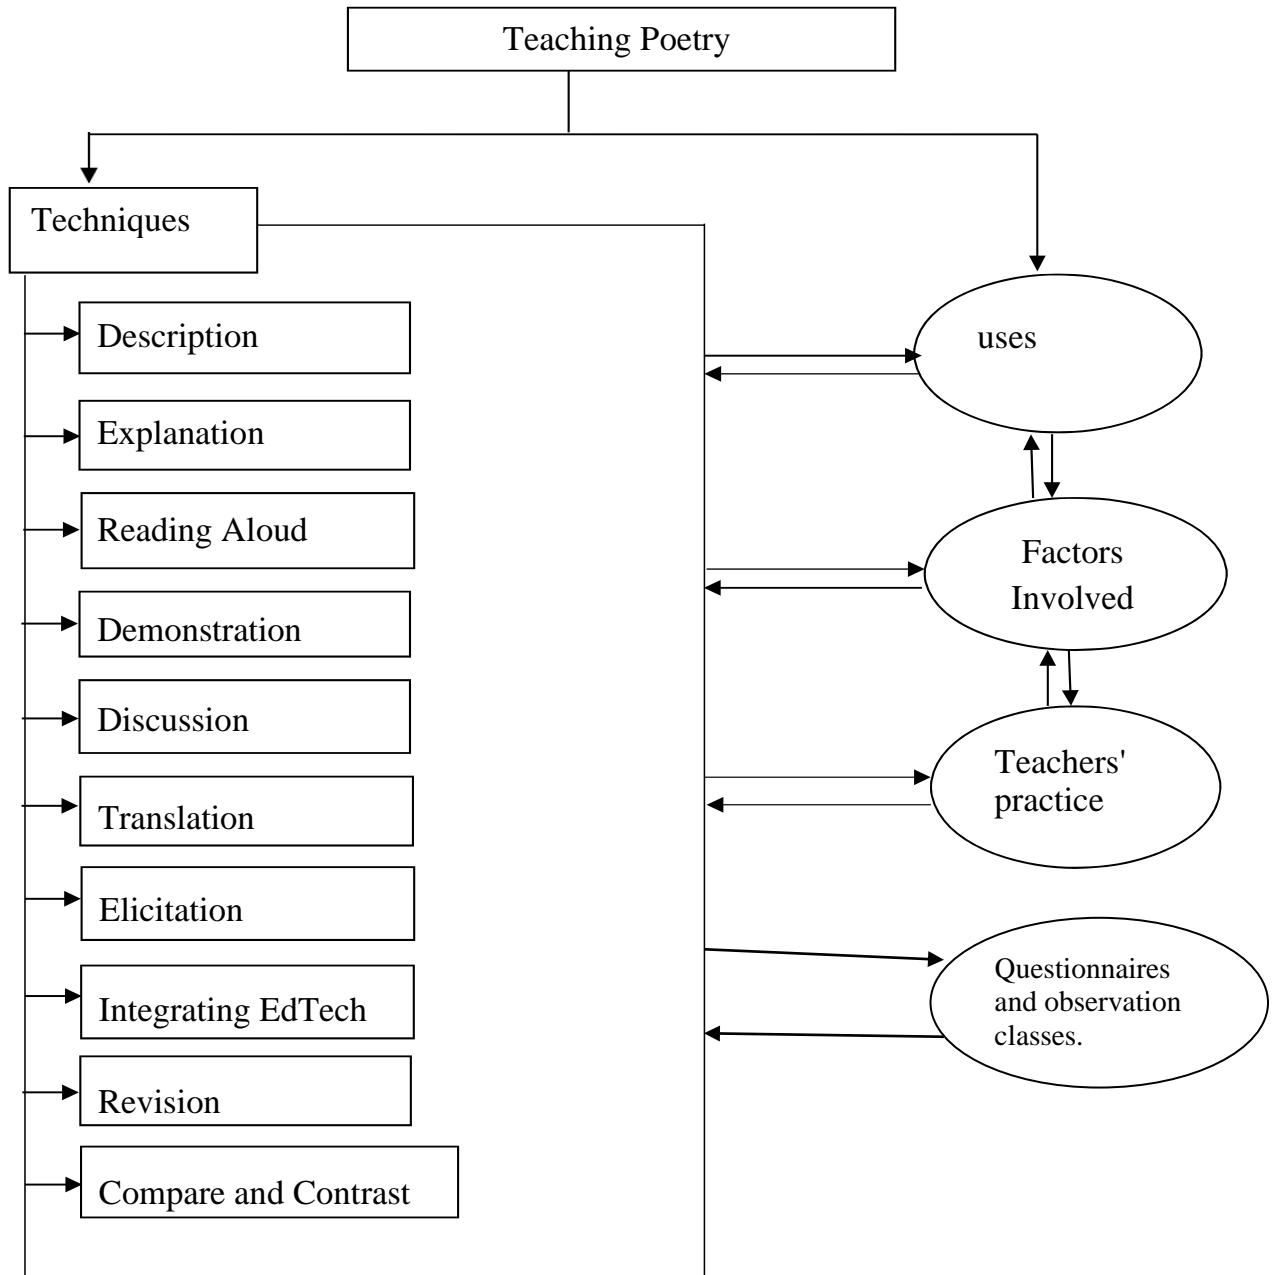 Teaching Poetry
Techniques
Description
Explanation
Reading Aloud
Demonstration
Discussion
Translation
Elicitation
Integrating EdTech
Revision
Compare and Contrast
uses
Factors
Involved
Teachers'
practice
Questionnaires
and observation
classes.